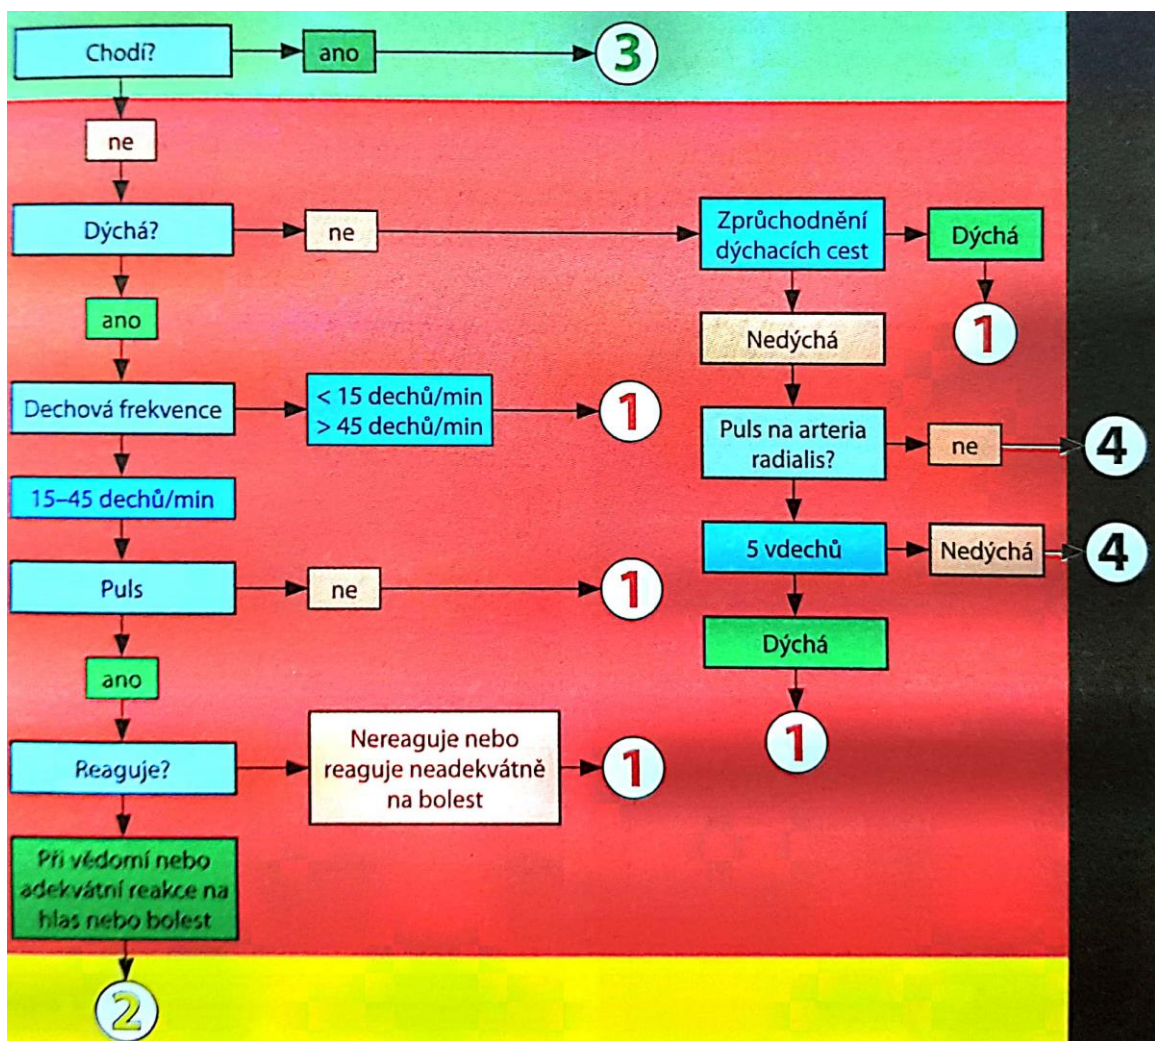 Chodí?
ano
3
ne
Dýchá?
ne
Zprůchodnění
dýchacích cest
Dýchá
1
ano
Nedýchá
Dechová frekvence
< 15 dechů/min
> 45 dechů/min
1
Puls na arteria
radialis?
ne
4
15–45 dechů/min
5 vdechů
Nedýchá
4
Puls
ne
1
Dýchá
1
ano
Reaguje?
Nereaguje nebo
reaguje neadekvátně
na bolest
1
Při vědomí nebo
adekvátní reakce na
hlas nebo bolest
2